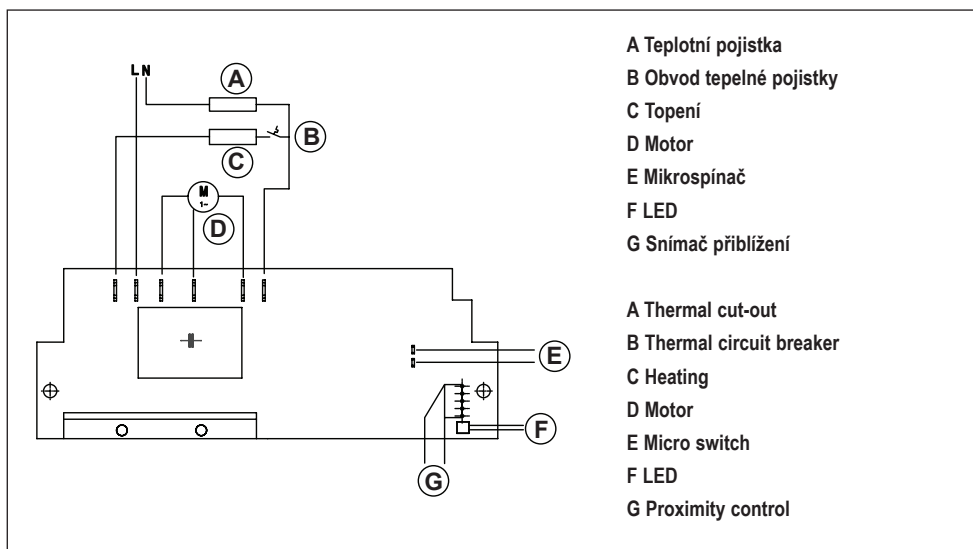 A Teplotní pojistka
B Obvod tepelné pojistky
C Topení
D Motor
E Mikrospínač
F LED
G Snímač přiblížení
A Thermal cut-out
B Thermal circuit breaker
C Heating
D Motor
E Micro switch
F LED
G Proximity control
L N
A
B
C
M
1~
D
E
F
G